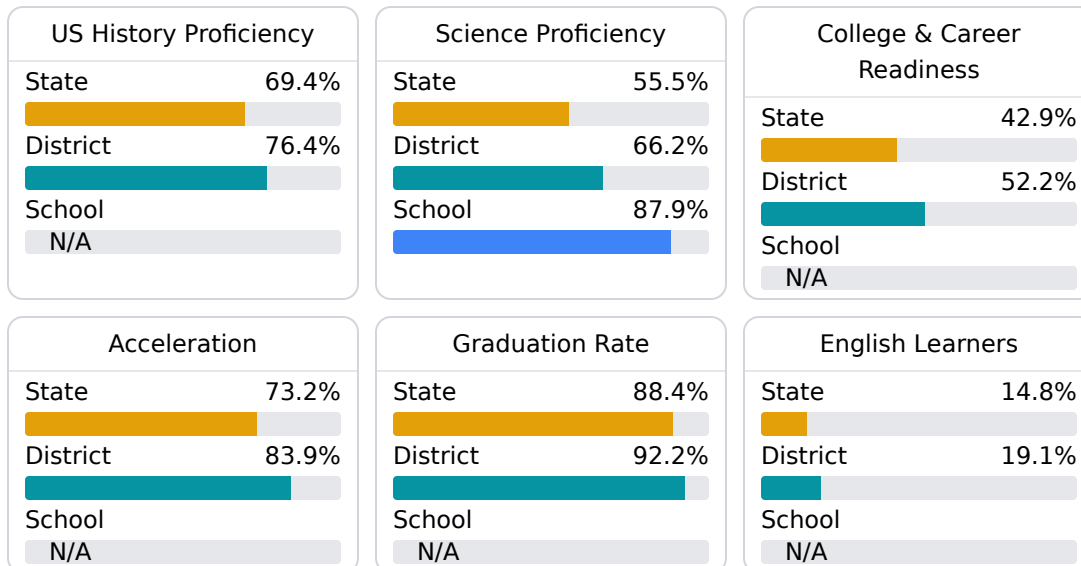 US History Proficiency
State 69.4%
District 76.4%
School
N/A
Science Proficiency
State 55.5%
District 66.2%
School 87.9%
College & Career
Readiness
State 42.9%
District 52.2%
School
N/A
Acceleration
State 73.2%
District 83.9%
School
N/A
Graduation Rate
State 88.4%
District 92.2%
School
N/A
English Learners
State 14.8%
District 19.1%
School
N/A